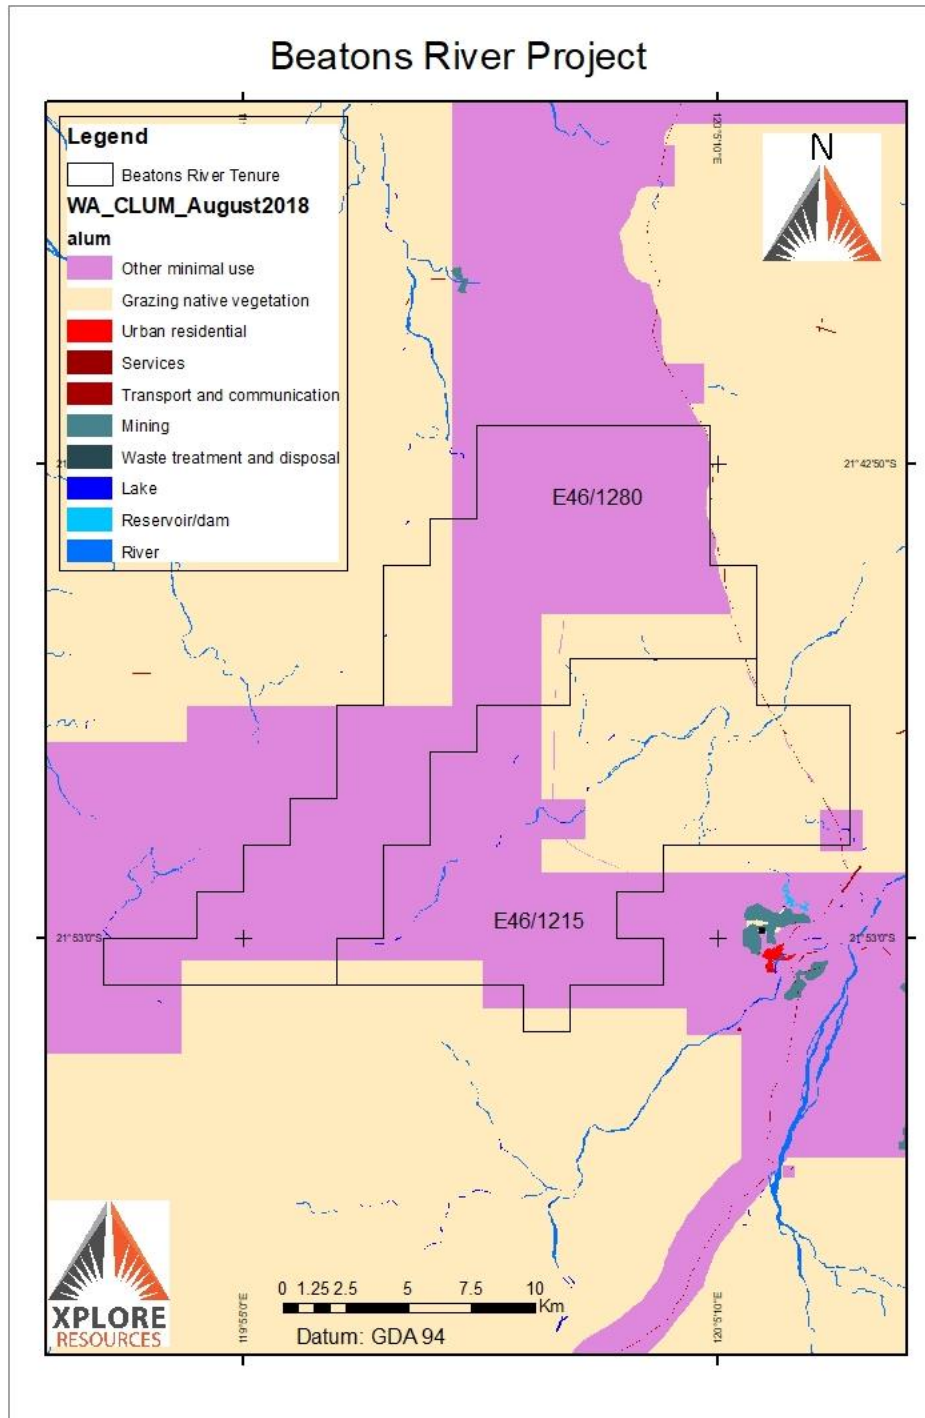 Beatons River Project
Legend
Beatons River Tenure
WA_CLUM_August2018
alum
Other minimal use
Grazing native vegetation
Urban residential
Services
Transport and communication
Mining
Waste treatment and disposal
Lake
Reservoir/dam
River
120°5'10"E
N
21°42'50"S
E46/1280
E46/1215
21°53'0"S
21°53'0"S
XPLORE
RESOURCES
119°55'0"E
0 1.25 2.5 5 7.5 10
Km
Datum: GDA 94
120°5'10"E